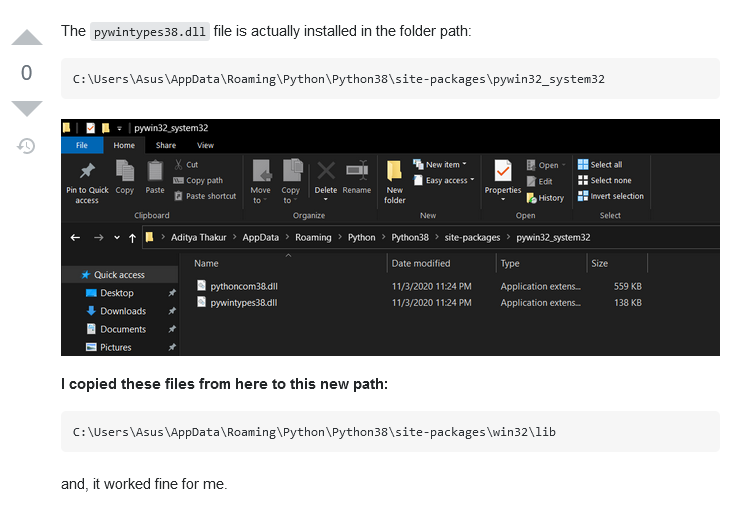 The pywintypes38.dll file is actually installed in the folder path:
0
C:\Users\Asus\AppData\Roaming\Python\Python38\site-packages\pywin32_system32
pywin32_system32
File Home Share View
Pin to Quick access
Copy
Paste
Cut
Copy path
Paste shortcut
Move to
Copy to
Delete
Rename
New folder
New item
Easy access
Properties
Open
Edit
History
Select all
Select none
Invert selection
Clipboard Organize New Open Select
Aditya Thakur > AppData > Roaming > Python > Python38 > site-packages > pywin32_system32
Name Date modified Type Size
Quick access
Desktop
Downloads
Documents
Pictures
pythoncom38.dll 11/3/2020 11:24 PM Application extens... 559 KB
pywintypes38.dll 11/3/2020 11:24 PM Application extens... 138 KB
I copied these files from here to this new path:
C:\Users\Asus\AppData\Roaming\Python\Python38\site-packages\win32\lib
and, it worked fine for me.